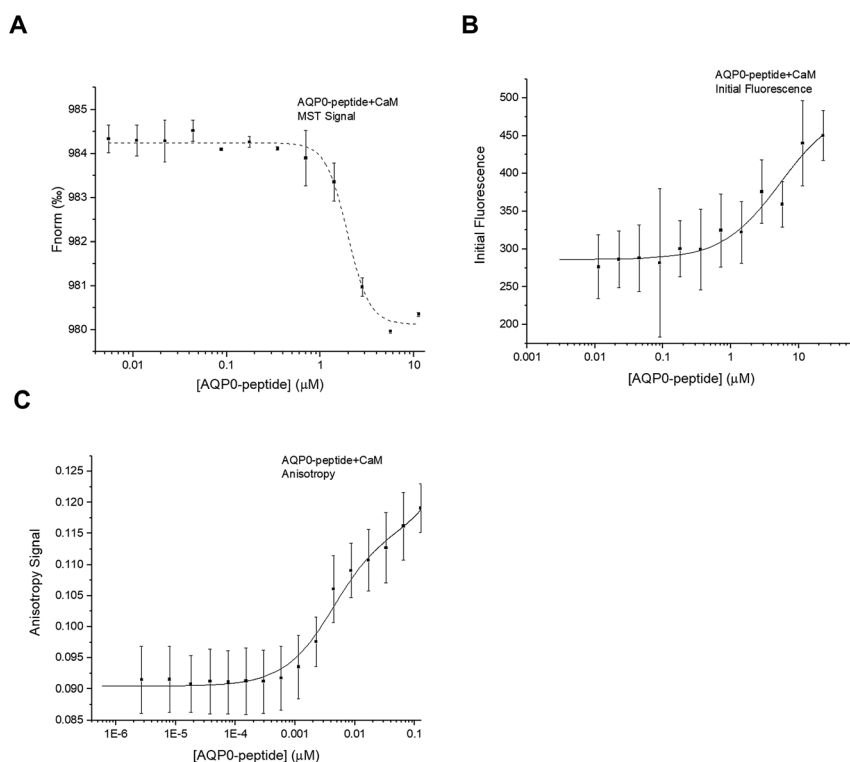 A
AQP0-peptide+CaM
MST Signal
985
984
983
982
981
980
Fnorm (‰)
0.01
0.1
1
10
[AQP0-peptide] (μM)
B
AQP0-peptide+CaM
Initial Fluorescence
500
450
400
350
300
250
200
Initial Fluorescence
0.001
0.01
0.1
1
10
[AQP0-peptide] (μM)
C
AQP0-peptide+CaM
Anisotropy
0.125
0.120
0.115
0.110
0.105
0.100
0.095
0.090
0.085
Anisotropy Signal
1E-6
1E-5
1E-4
0.001
0.01
0.1
[AQP0-peptide] (μM)